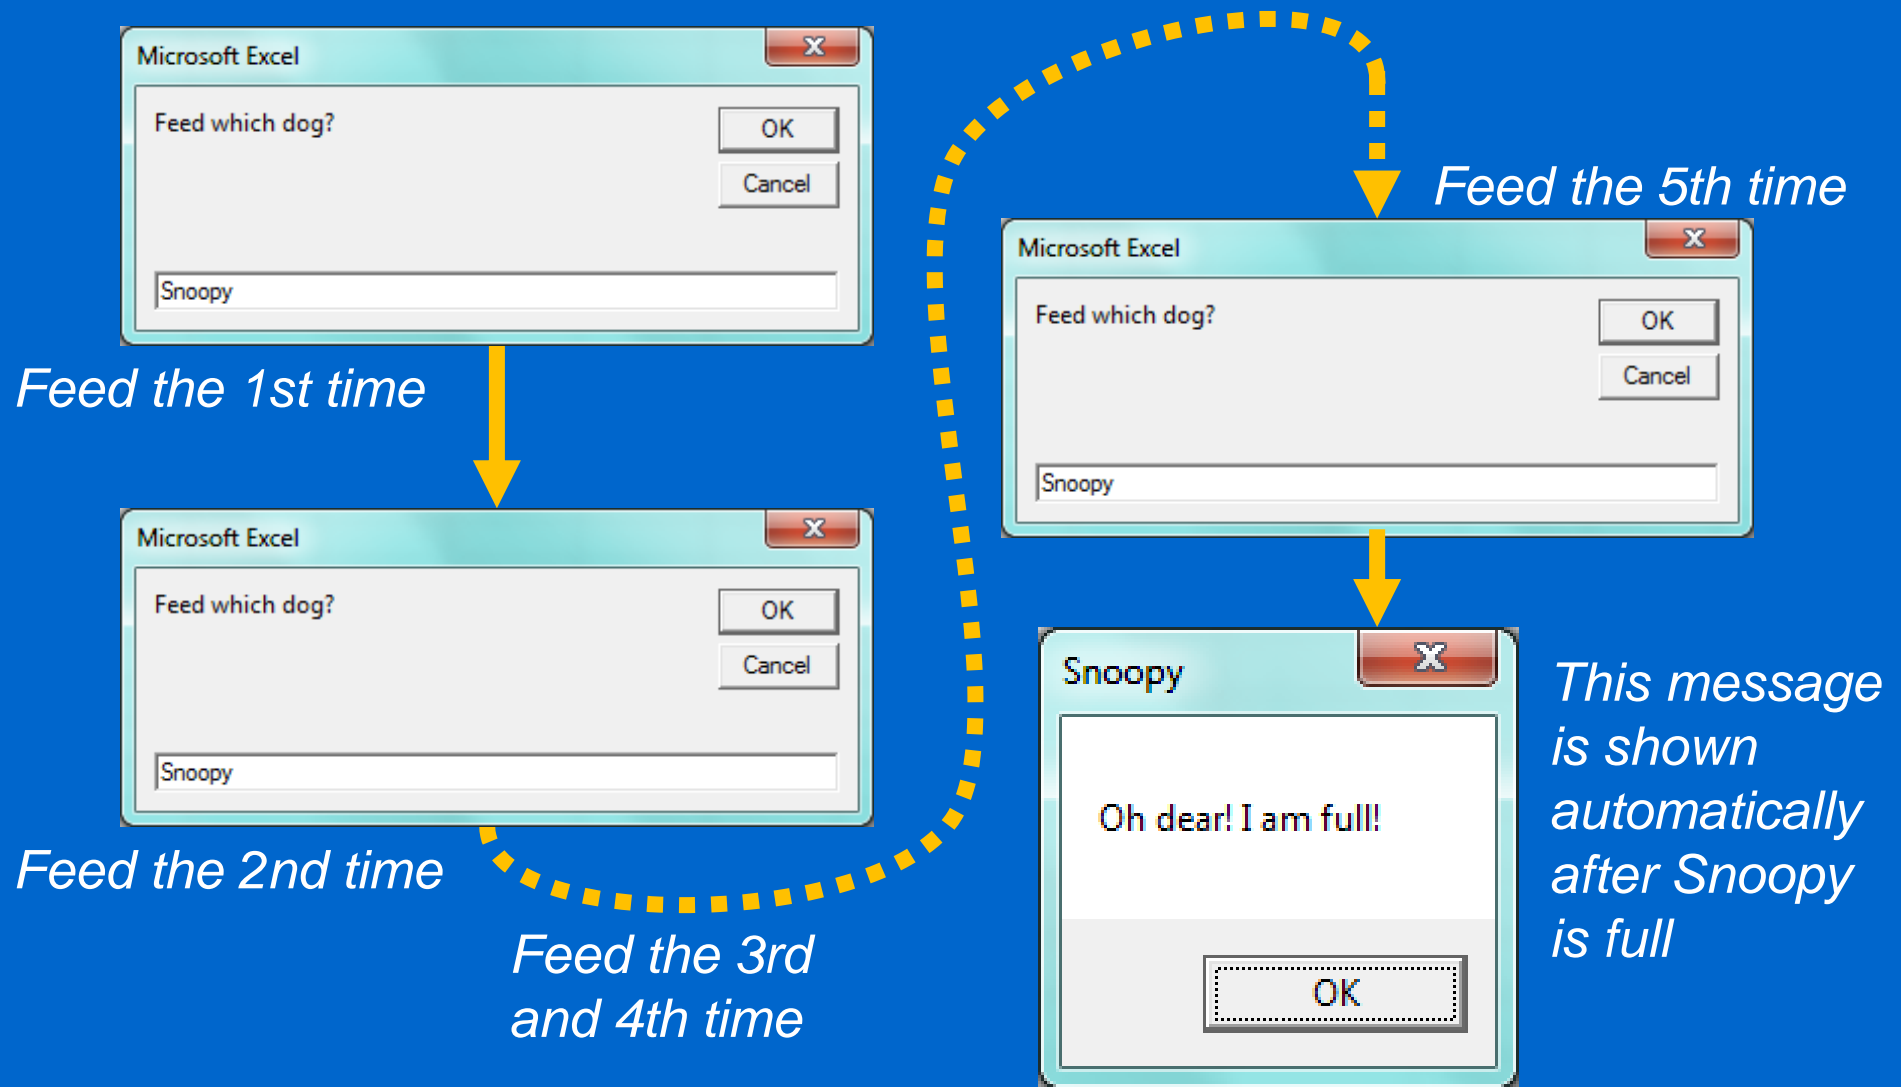 Microsoft Excel
Feed which dog?
OK
Cancel
Snoopy
Feed the 1st time
Microsoft Excel
Feed which dog?
OK
Cancel
Snoopy
Feed the 2nd time
Feed the 3rd
and 4th time
Feed the 5th time
Microsoft Excel
Feed which dog?
OK
Cancel
Snoopy
Snoopy
Oh dear! I am full!
OK
This message
is shown
automatically
after Snoopy
is full